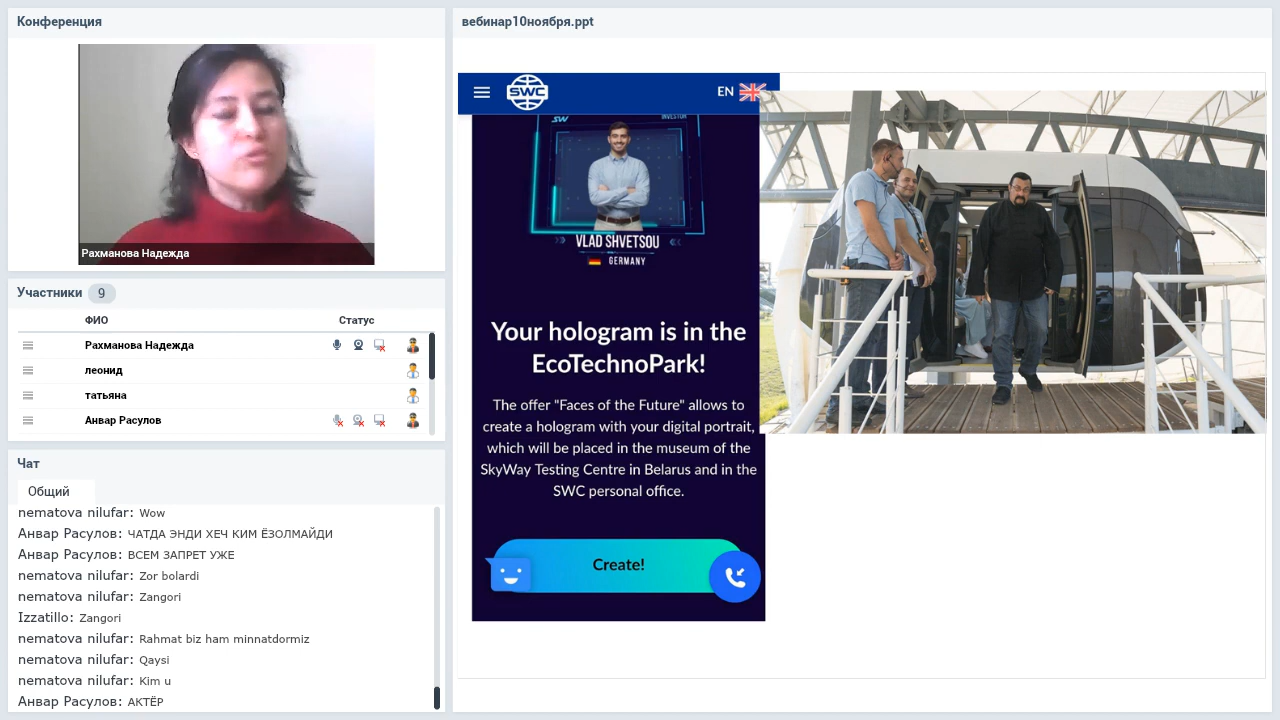 Конференция
Рахманова Надежда
Участники 9
ФИО Статус
Рахманова Надежда
леонид
татьяна
Анвар Расулов
Чат
Общий
nematova nilufar: Wow
Анвар Расулов: ЧАТДА ЭНДИ ХЕЧ КИМ ЁЗОЛМАЙДИ
Анвар Расулов: ВСЕМ ЗАПРЕТ УЖЕ
nematova nilufar: Zor bolardi
nematova nilufar: Zangori
Izzatillo: Zangori
nematova nilufar: Rahmat biz ham minnatdormiz
nematova nilufar: Qaysi
nematova nilufar: Kim u
Анвар Расулов: АКТЁР
вебинар10ноября.ppt
SWC
EN
SW INVESTOR
VLAD SHVETSOU
GERMANY
Your hologram is in the
EcoTechnoPark!
The offer "Faces of the Future" allows to
create a hologram with your digital portrait,
which will be placed in the museum of the
SkyWay Testing Centre in Belarus and in the
SWC personal office.
Create!